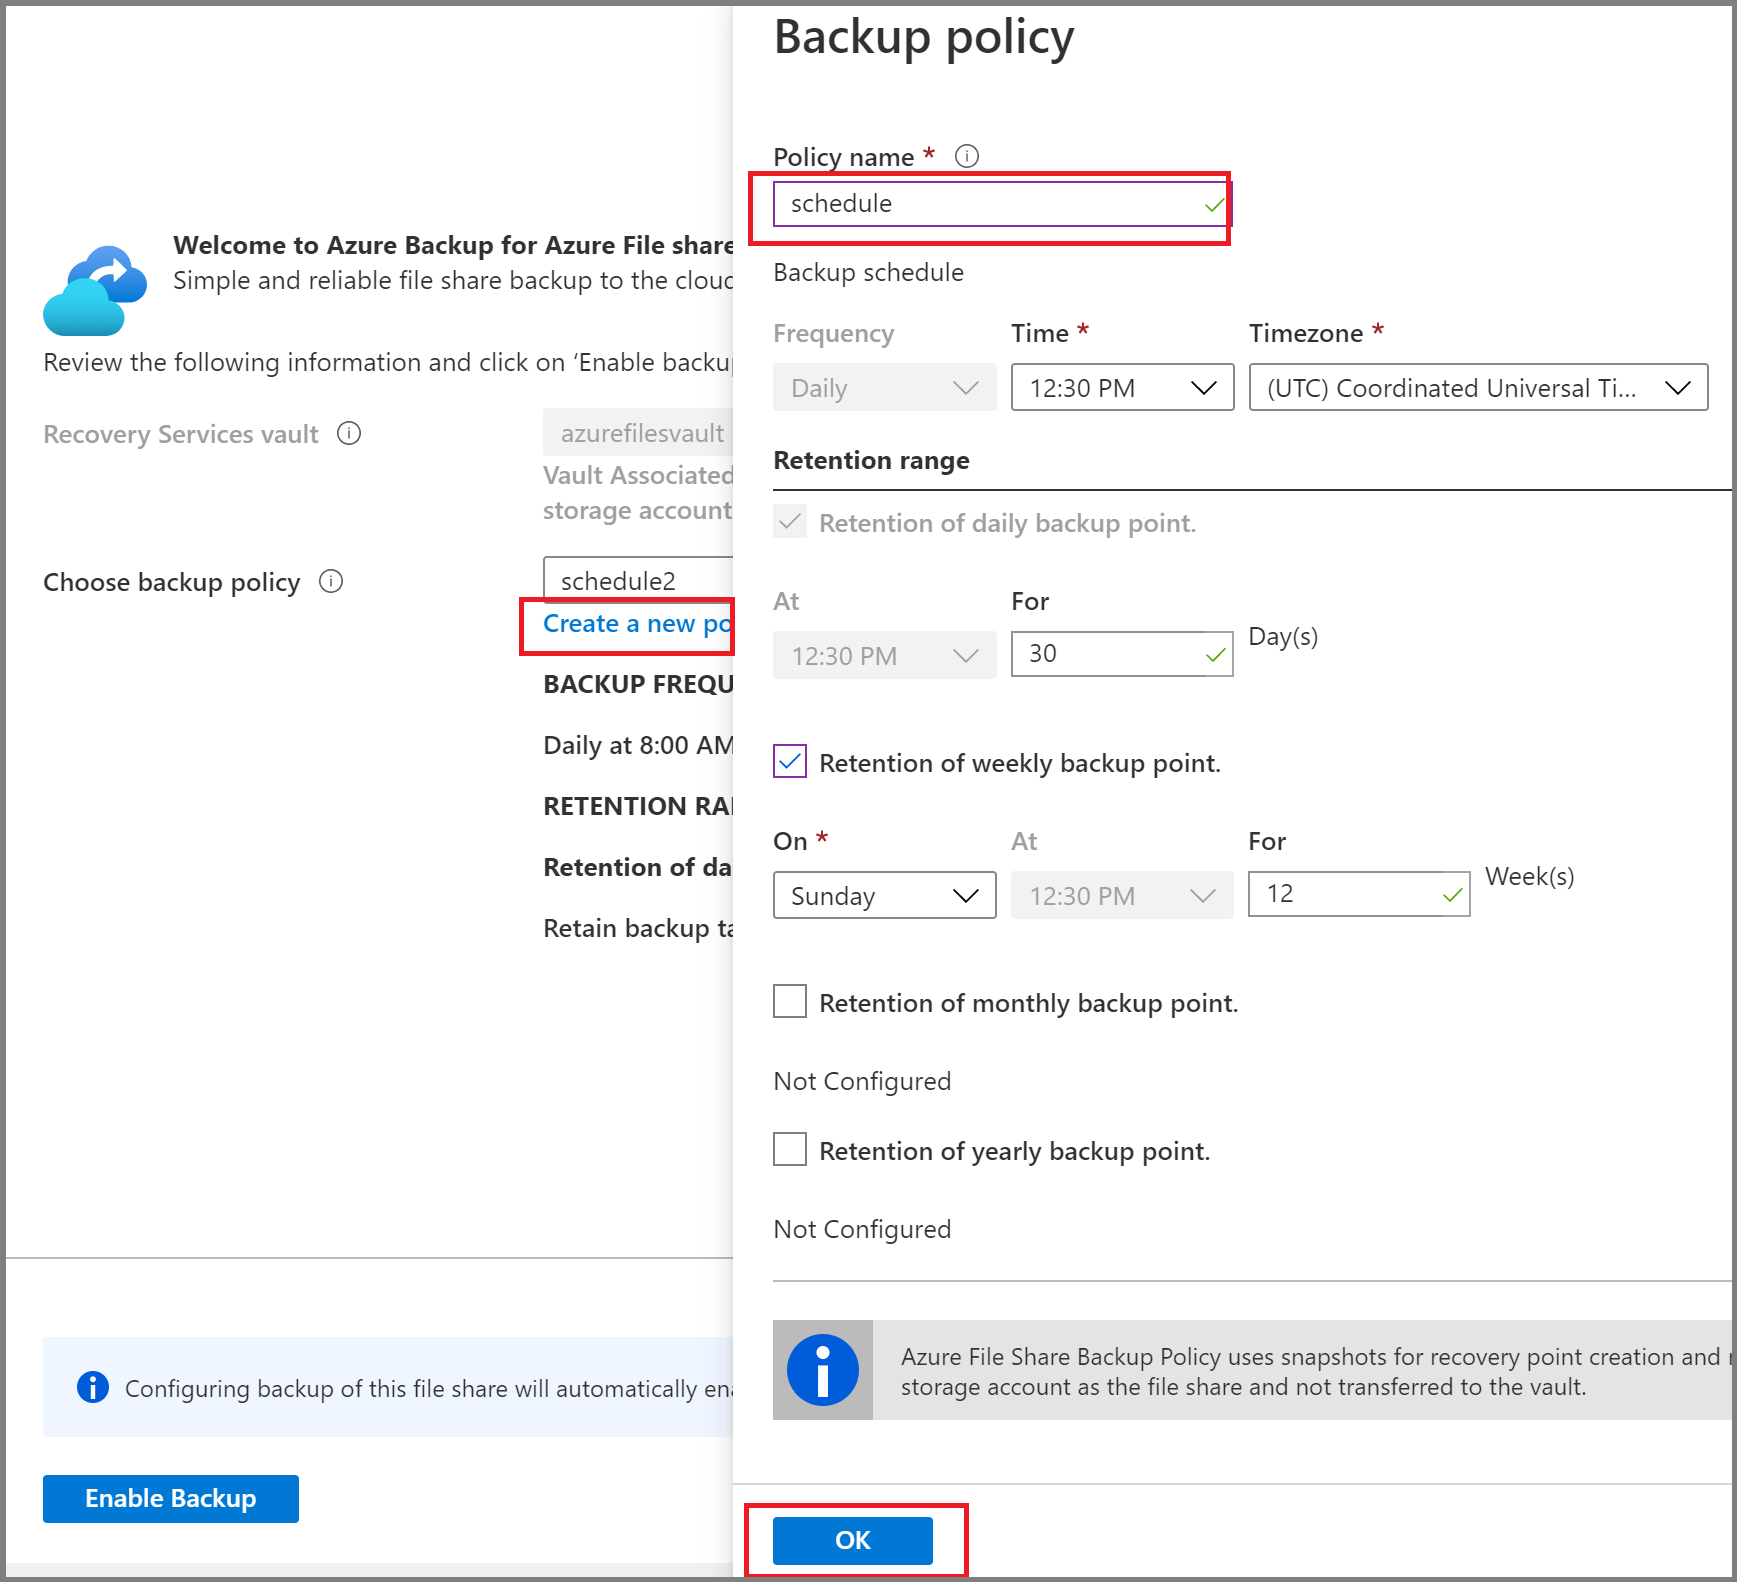 Welcome to Azure Backup for Azure File share
Simple and reliable file share backup to the cloud
Review the following information and click on ‘Enable backup
Recovery Services vault
azurefilesvault
Vault Associated
storage account
Choose backup policy
schedule2
Create a new po
BACKUP FREQU
Daily at 8:00 AM
RETENTION RA
Retention of da
Retain backup ta
Configuring backup of this file share will automatically ena
Enable Backup
Backup policy
Policy name *
schedule
Backup schedule
Frequency Time * Timezone *
Daily 12:30 PM (UTC) Coordinated Universal Ti...
Retention range
Retention of daily backup point.
At For
12:30 PM 30 Day(s)
Retention of weekly backup point.
On * At For
Sunday 12:30 PM 12 Week(s)
Retention of monthly backup point.
Not Configured
Retention of yearly backup point.
Not Configured
Azure File Share Backup Policy uses snapshots for recovery point creation and
storage account as the file share and not transferred to the vault.
OK